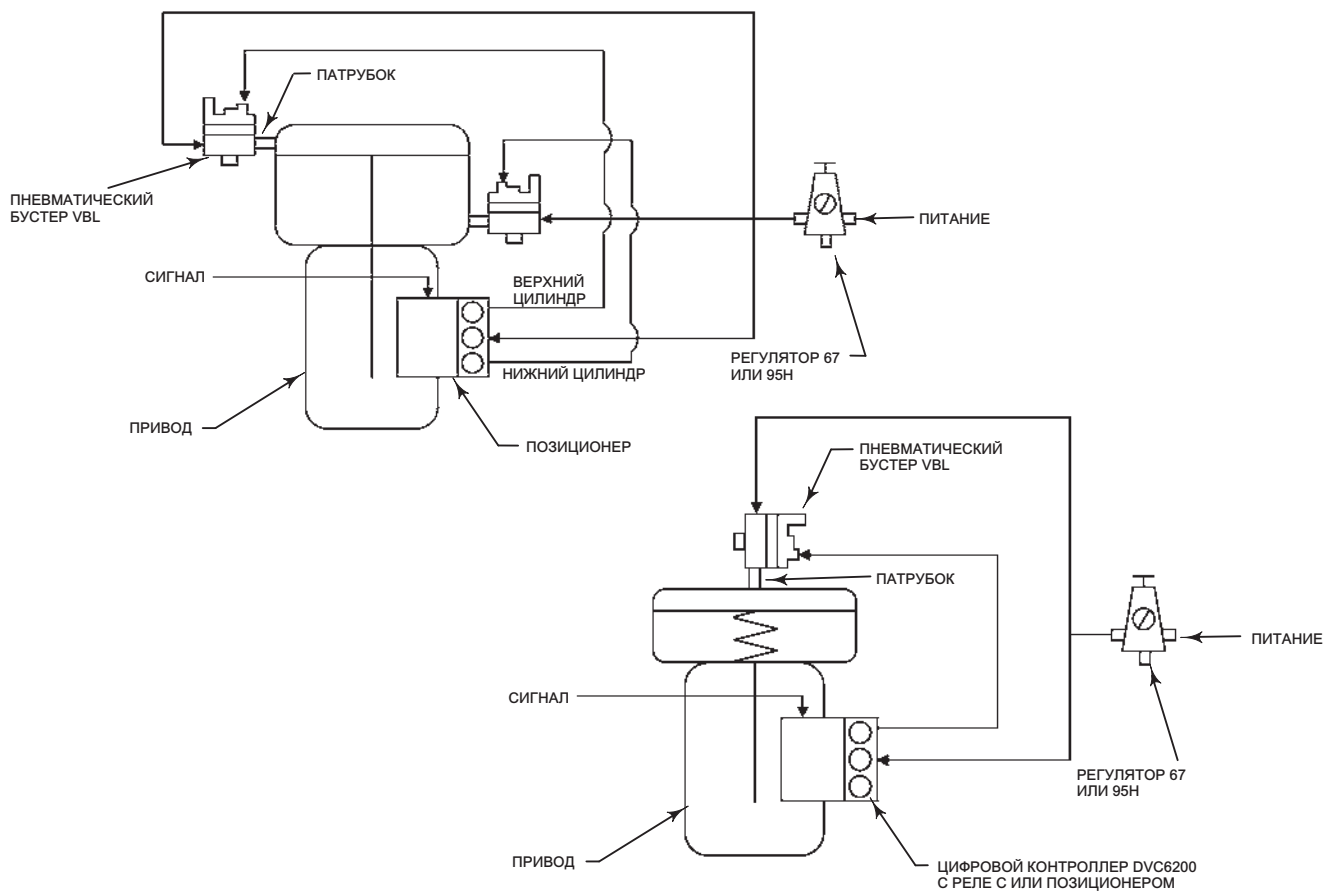 ПАТРУБОК
ПНЕВМАТИЧЕСКИЙ
БУСТЕР VBL
ПИТАНИЕ
СИГНАЛ
ВЕРХНИЙ
ЦИЛИНДР
РЕГУЛЯТОР 67
ИЛИ 95H
НИЖНИЙ ЦИЛИНДР
ПРИВОД
ПОЗИЦИОНЕР
ПНЕВМАТИЧЕСКИЙ
БУСТЕР VBL
ПАТРУБОК
ПИТАНИЕ
СИГНАЛ
РЕГУЛЯТОР 67
ИЛИ 95H
ПРИВОД
ЦИФРОВОЙ КОНТРОЛЛЕР DVC6200
С РЕЛЕ C ИЛИ ПОЗИЦИОНЕРОМ